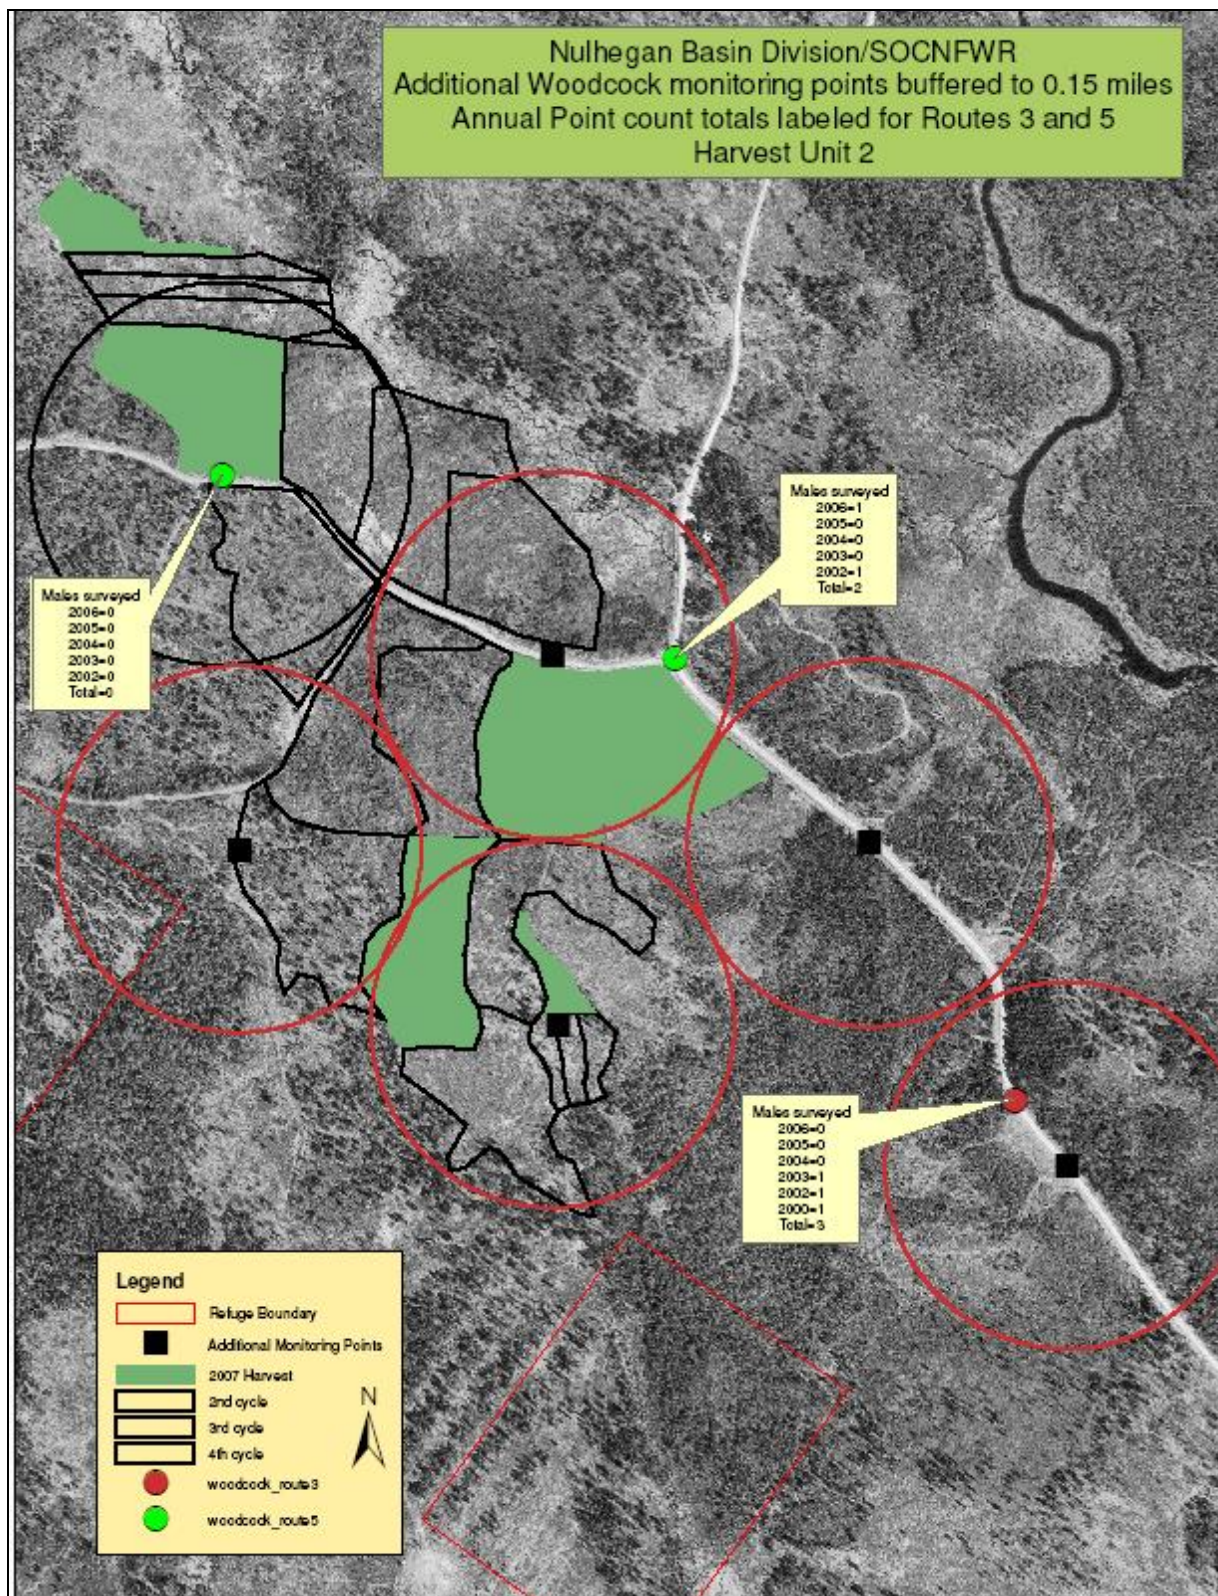 Nulhegan Basin Division/SOCNFWR
Additional Woodcock monitoring points buffered to 0.15 miles
Annual Point count totals labeled for Routes 3 and 5
Harvest Unit 2
Males surveyed
2006=1
2005=0
2004=0
2003=0
2002=1
Total=2
Males surveyed
2006=0
2005=0
2004=0
2003=0
2002=0
Total=0
Males surveyed
2006=0
2005=0
2004=0
2003=1
2002=1
2000=1
Total=3
Legend
Refuge Boundary
Additional Monitoring Points
2007 Harvest
2nd cycle
3rd cycle
4th cycle
woodcock_route3
woodcock_route5
N